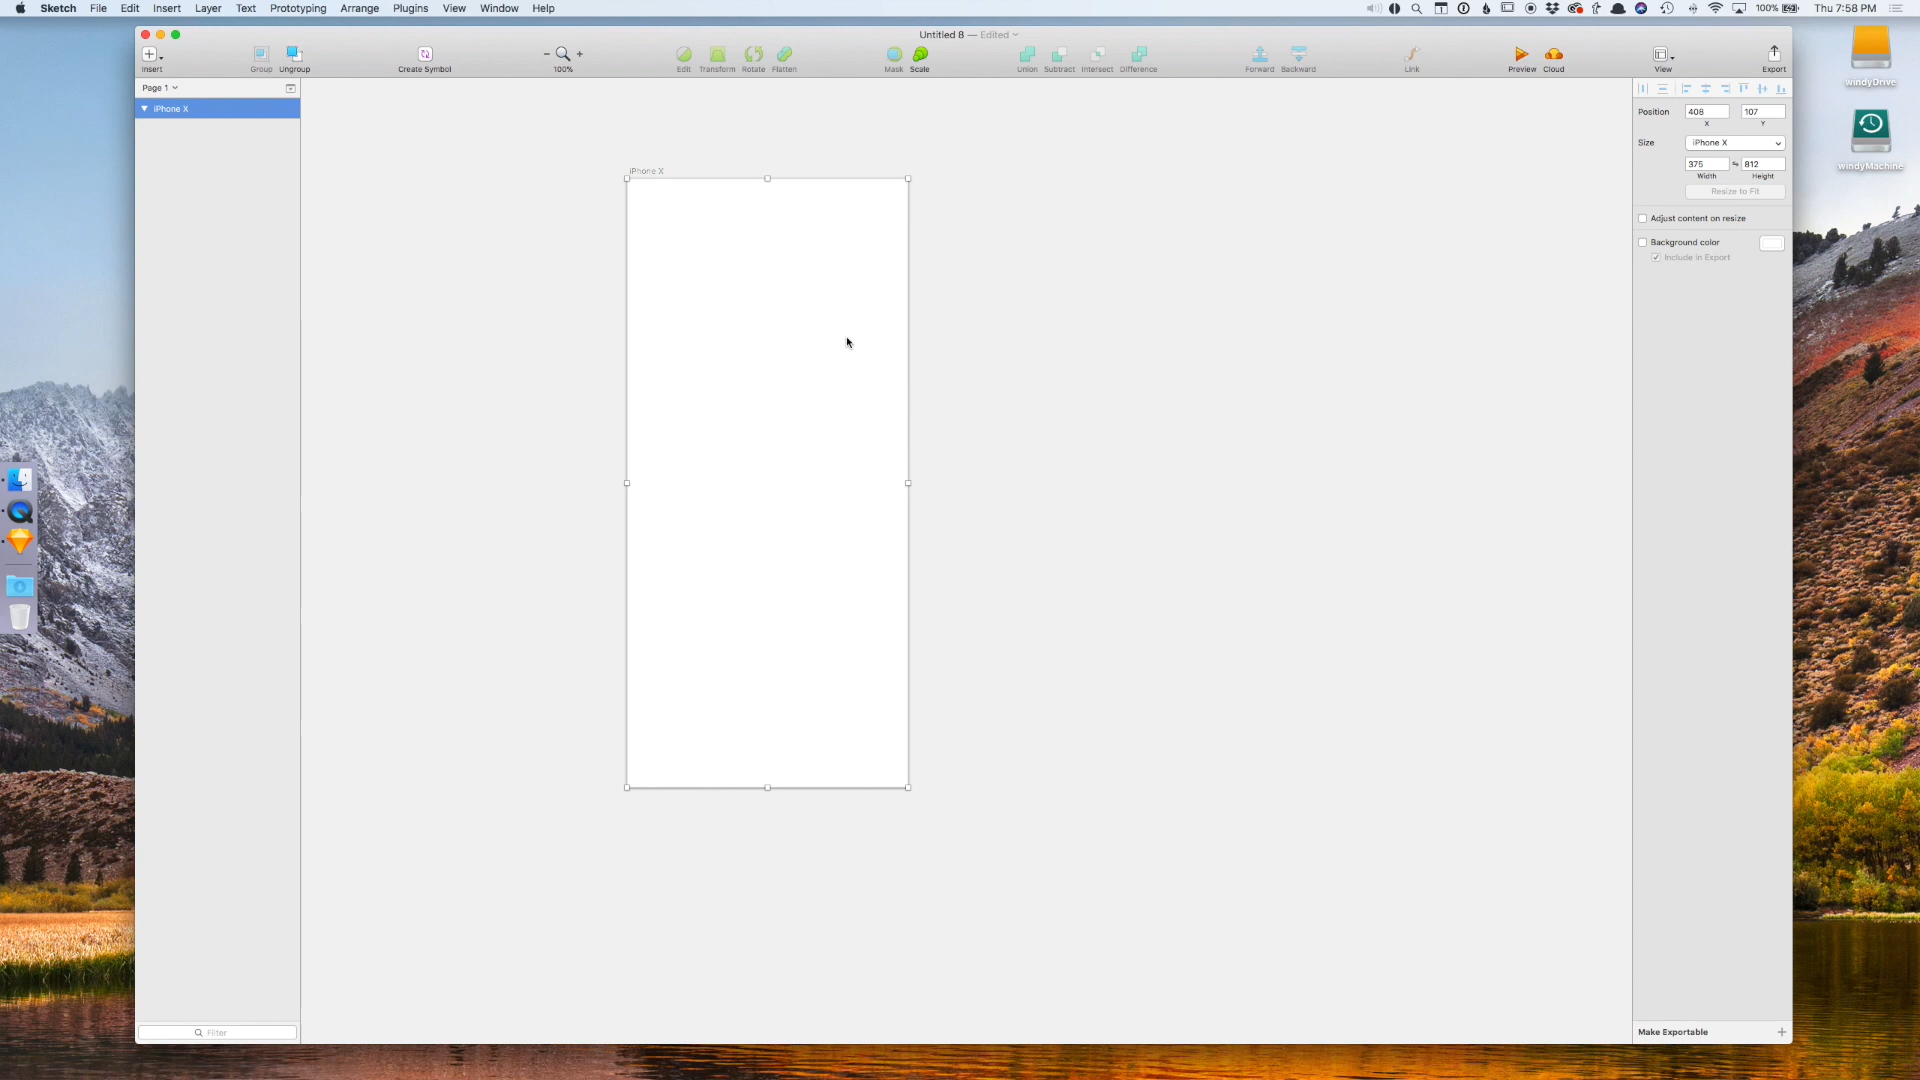 Sketch File Edit Insert Layer Text Prototyping Arrange Plugins View Window Help 100% Thu 7:58 PM
Untitled 8 — Edited
Insert Group Ungroup Create Symbol 100% Edit Transform Rotate Flatten Mask Scale Union Subtract Intersect Difference Forward Backward Link Preview Cloud View Export
windyDrive
Page 1
iPhone X
Position 408 107
X Y
Size iPhone X
375 812
Width Height
Resize to Fit
windyMachine
iPhone X
Adjust content on resize
Background color
Include in Export
Filter
Make Exportable